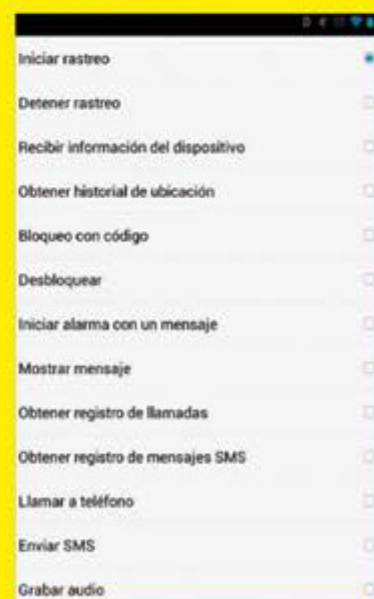 Iniciar rastreo
Detener rastreo
Recibir información del dispositivo
Obtener historial de ubicación
Bloqueo con código
Desbloquear
Iniciar alarma con un mensaje
Mostrar mensaje
Obtener registro de llamadas
Obtener registro de mensajes SMS
Llamar a teléfono
Enviar SMS
Grabar audio